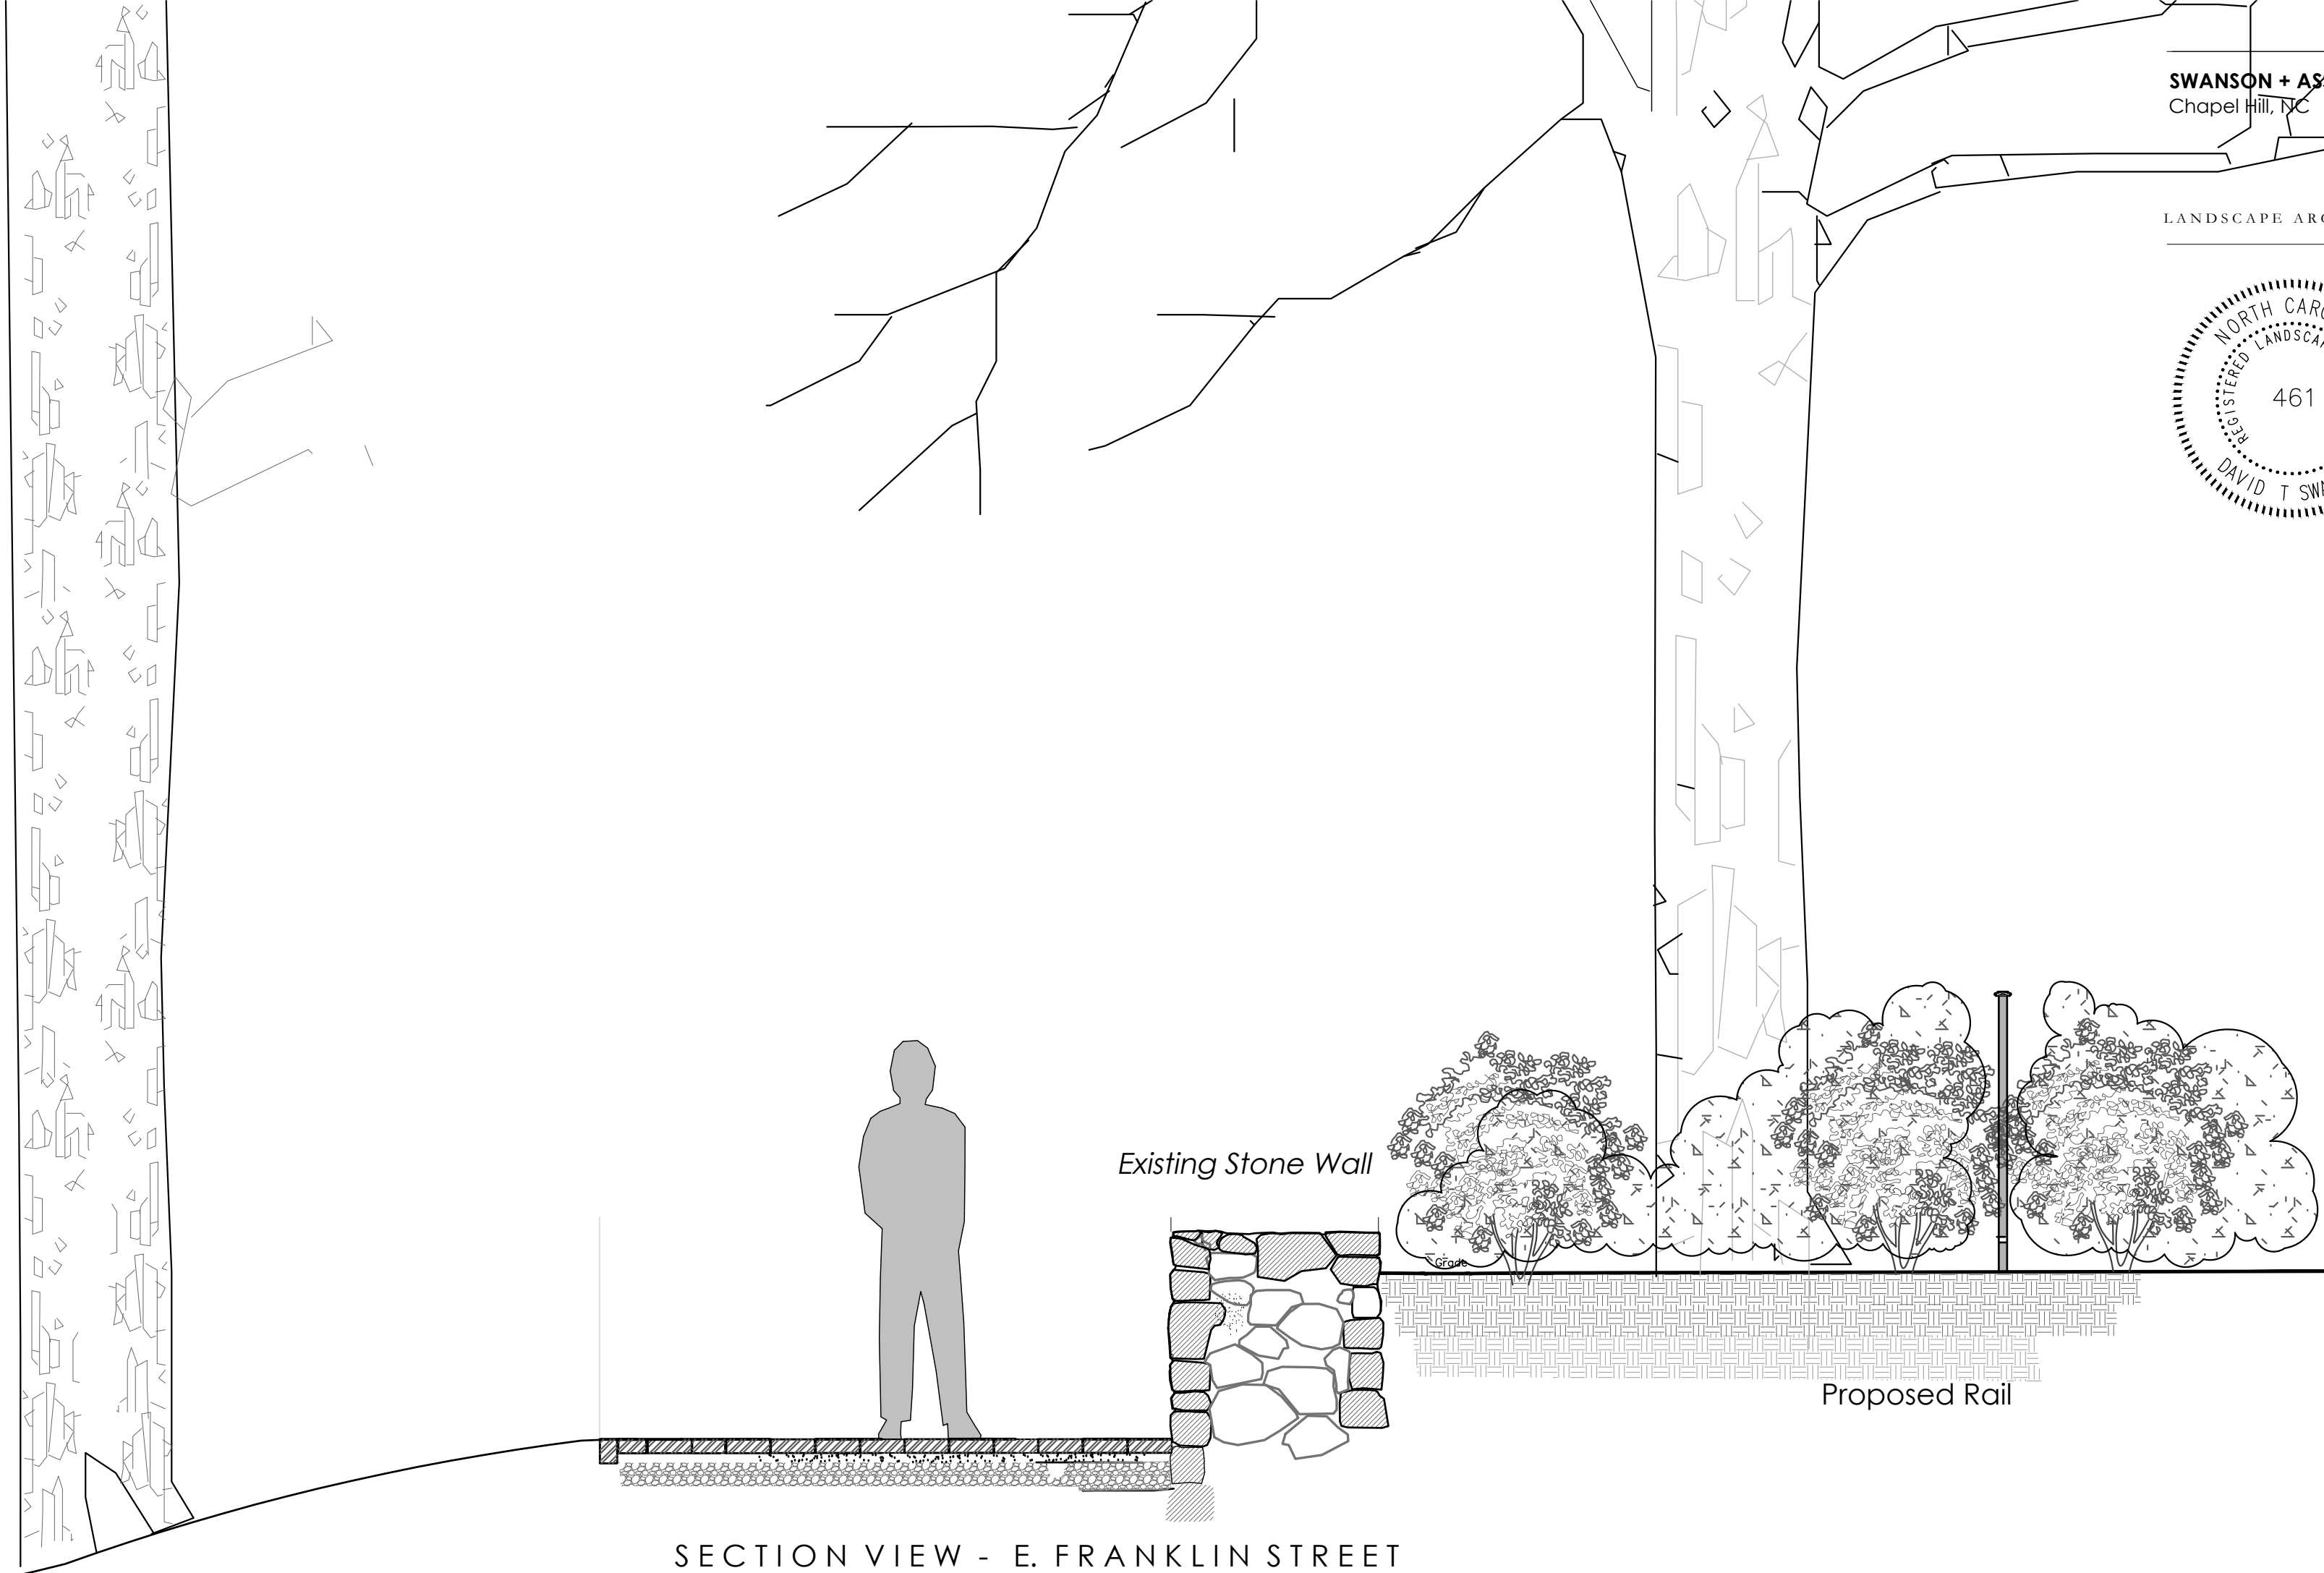 SWANSON + AS
Chapel Hill, NC
LANDSCAPE ARC
NORTH CARO
REGISTERED LANDSCA
461
DAVID T SWA
Existing Stone Wall
Grade
Proposed Rail
SECTION VIEW - E. FRANKLIN STREET